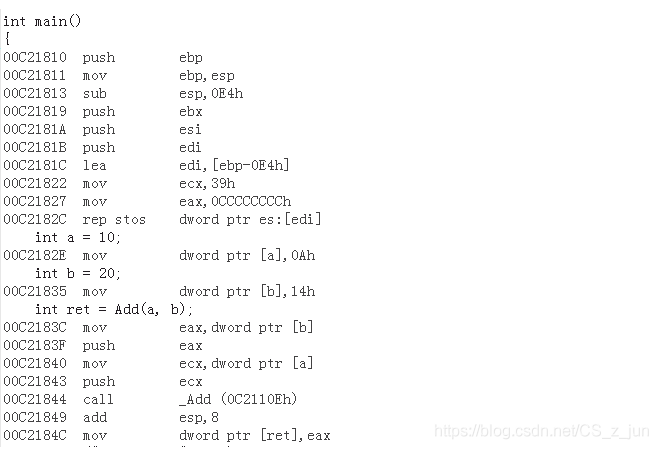 int main()
{
00C21810 push ebp
00C21811 mov ebp,esp
00C21813 sub esp,0E4h
00C21819 push ebx
00C2181A push esi
00C2181B push edi
00C2181C lea edi,[ebp-0E4h]
00C21822 mov ecx,39h
00C21827 mov eax,0CCCCCCCCh
00C2182C rep stos dword ptr es:[edi]
int a = 10;
00C2182E mov dword ptr [a],0Ah
int b = 20;
00C21835 mov dword ptr [b],14h
int ret = Add(a, b);
00C2183C mov eax,dword ptr [b]
00C2183F push eax
00C21840 mov ecx,dword ptr [a]
00C21843 push ecx
00C21844 call _Add (0C2110Eh)
00C21849 add esp,8
00C2184C mov dword ptr [ret],eax
https://blog.csdn.net/CS_z_jun